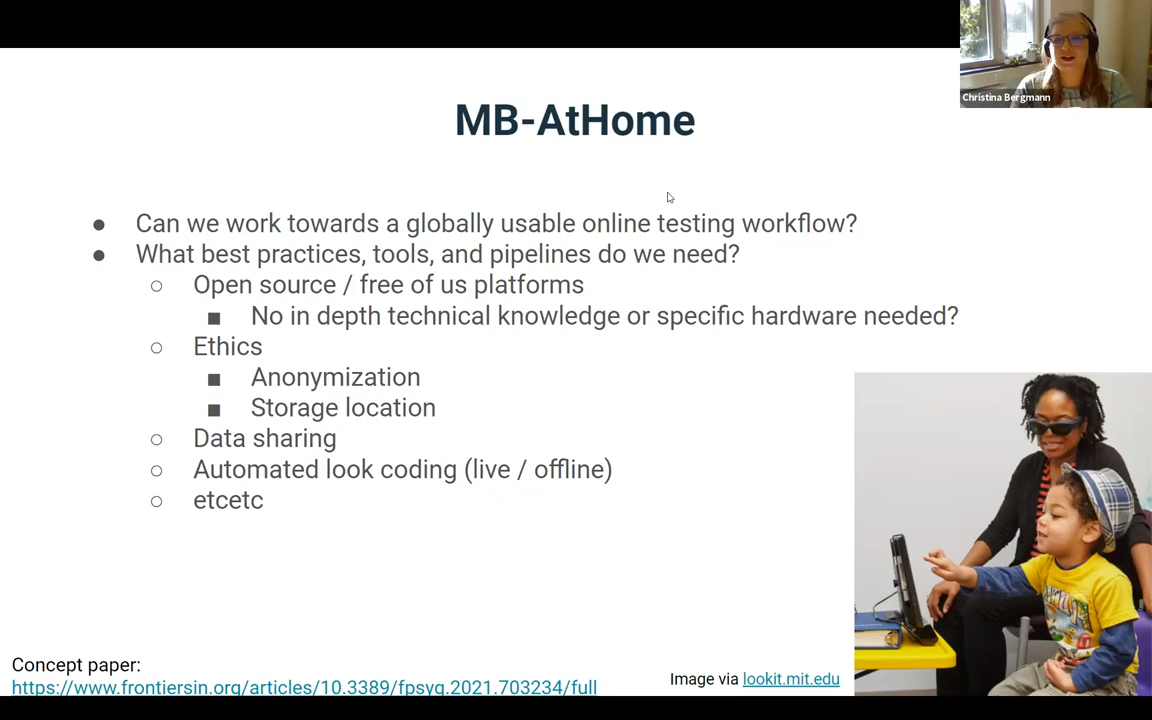 Christina Bergmann
MB-AtHome
● Can we work towards a globally usable online testing workflow?
● What best practices, tools, and pipelines do we need?
○ Open source / free of us platforms
■ No in depth technical knowledge or specific hardware needed?
○ Ethics
■ Anonymization
■ Storage location
○ Data sharing
○ Automated look coding (live / offline)
○ etcetc
Concept paper:
https://www.frontiersin.org/articles/10.3389/fpsyg.2021.703234/full
Image via lookit.mit.edu